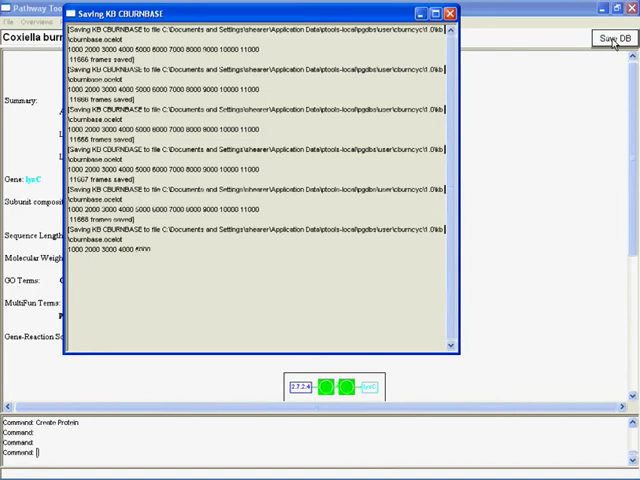 Pathway Too
Saving KB CBURNBASE
File Overviews
Coxiella burn
Save DB
[Saving KB CBURNBASE to file C:\Documents and Settings\shearer\Application Data\ptools-local\pgdbs\user\cburncyc\1.0\kb
\cburnbase.ocelot
1000 2000 3000 4000 5000 6000 7000 8000 9000 10000 11000
11666 frames saved]
[Saving KB CBURNBASE to file C:\Documents and Settings\shearer\Application Data\ptools-local\pgdbs\user\cburncyc\1.0\kb
\cburnbase.ocelot
1000 2000 3000 4000 5000 6000 7000 8000 9000 10000 11000
11666 frames saved]
[Saving KB CBURNBASE to file C:\Documents and Settings\shearer\Application Data\ptools-local\pgdbs\user\cburncyc\1.0\kb
\cburnbase.ocelot
1000 2000 3000 4000 5000 6000 7000 8000 9000 10000 11000
11666 frames saved]
[Saving KB CBURNBASE to file C:\Documents and Settings\shearer\Application Data\ptools-local\pgdbs\user\cburncyc\1.0\kb
\cburnbase.ocelot
1000 2000 3000 4000 5000 6000 7000 8000 9000 10000 11000
11667 frames saved]
[Saving KB CBURNBASE to file C:\Documents and Settings\shearer\Application Data\ptools-local\pgdbs\user\cburncyc\1.0\kb
\cburnbase.ocelot
1000 2000 3000 4000 5000 6000 7000 8000 9000 10000 11000
11668 frames saved]
[Saving KB CBURNBASE to file C:\Documents and Settings\shearer\Application Data\ptools-local\pgdbs\user\cburncyc\1.0\kb
\cburnbase.ocelot
1000 2000 3000 4000 5000
Summary:
Gene: lysC
Subunit composi
Sequence Length
Molecular Weigh
GO Terms:
MultiFun Terms:
Gene-Reaction Sc
2.7.2.4
lysC
Command: Create Protein
Command:
Command:
Command: